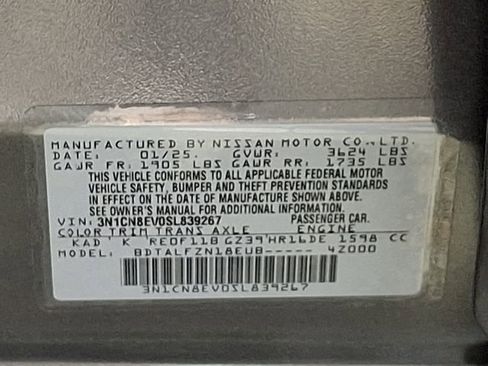 MANUFACTURED BY NISSAN MOTOR CO.,LTD.
DATE: 01/25. GVWR: 3624 LBS
GAWR FR: 1905 LBS GAWR RR: 1735 LBS
THIS VEHICLE CONFORMS TO ALL APPLICABLE FEDERAL MOTOR
VEHICLE SAFETY, BUMPER AND THEFT PREVENTION STANDARDS
IN EFFECT ON THE DATE OF MANUFACTURE SHOWN ABOVE.
SEE OWNER'S MANUAL FOR ADDITIONAL INFORMATION.
VIN: 3N1CN8EV0SL839267 PASSENGER CAR.
COLOR TRIM TRANS AXLE ENGINE
KAD K RE0F11B GZ39 HR16DE 1598 CC
MODEL: BDTALFZN18EUB----- 4Z000
3N1CN8EV0SL839267